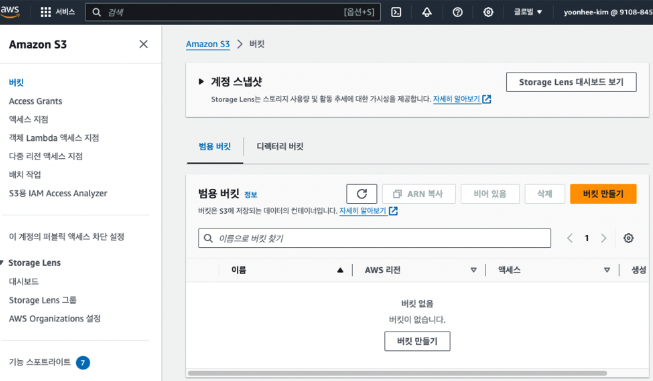 aws
서비스
검색
[옵션+S]
글로벌 ▼
yoonhee-kim @ 9108-845
Amazon S3
Amazon S3 > 버킷
버킷
Access Grants
액세스 지점
객체 Lambda 액세스 지점
다중 리전 액세스 지점
배치 작업
S3용 IAM Access Analyzer
이 계정의 퍼블릭 액세스 차단 설정
Storage Lens
대시보드
Storage Lens 그룹
AWS Organizations 설정
기능 스포트라이트 7
계정 스냅샷
Storage Lens 대시보드 보기
Storage Lens는 스토리지 사용량 및 활동 추세에 대한 가시성을 제공합니다. 자세히 알아보기
범용 버킷
디렉터리 버킷
범용 버킷 정보
ARN 복사
비어 있음
삭제
버킷 만들기
버킷은 S3에 저장되는 데이터의 컨테이너입니다. 자세히 알아보기
이름으로 버킷 찾기
1
이름
AWS 리전
액세스
생성
버킷 없음
버킷이 없습니다.
버킷 만들기